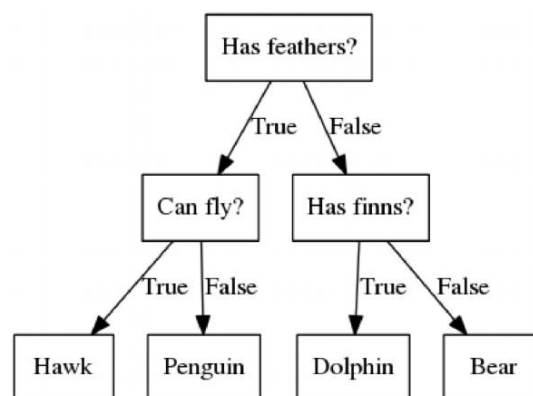 Has feathers?
True
False
Can fly?
Has finns?
True
False
True
False
Hawk
Penguin
Dolphin
Bear